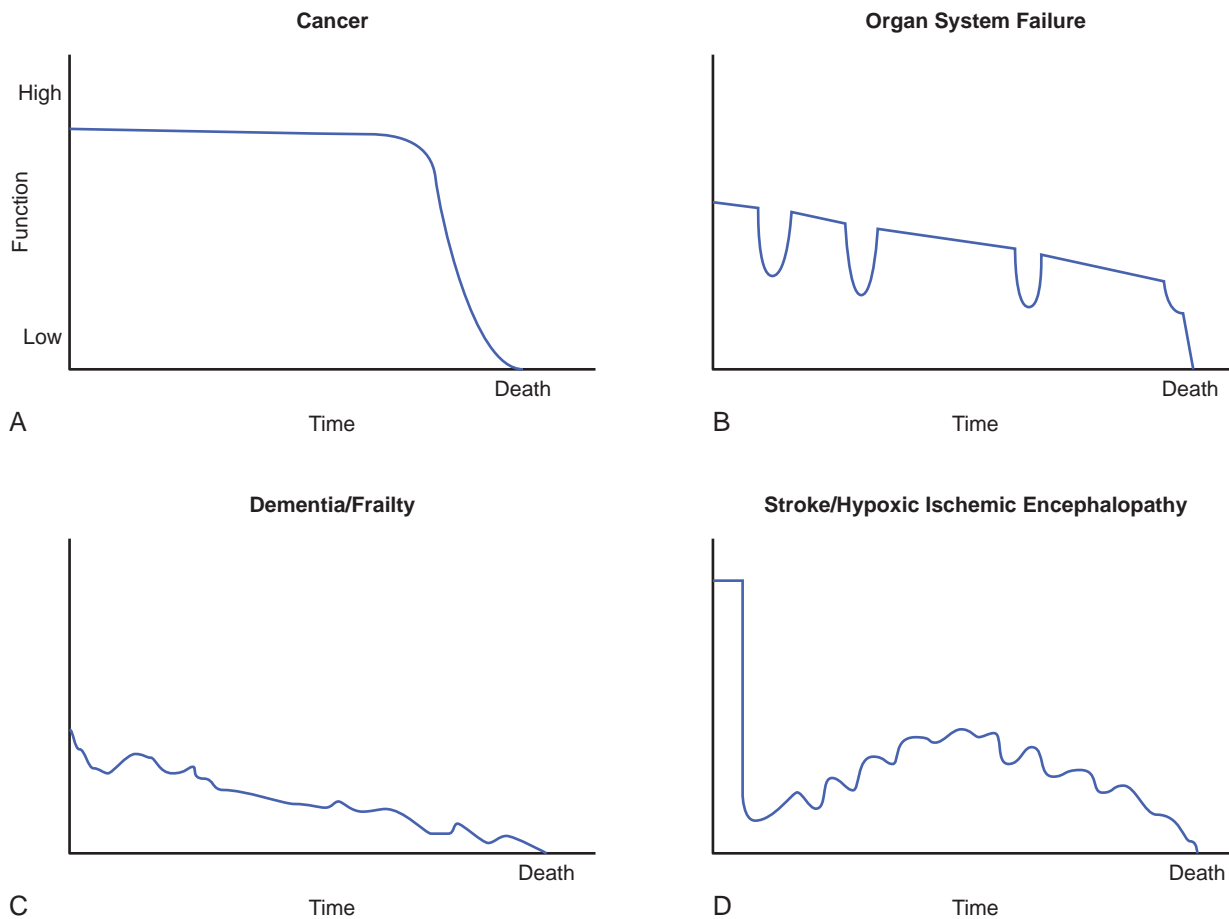 Cancer
High
Function
Low
Death
A
Time
Organ System Failure
Death
B
Time
Dementia/Frailty
Death
C
Time
Stroke/Hypoxic Ischemic Encephalopathy
Death
D
Time